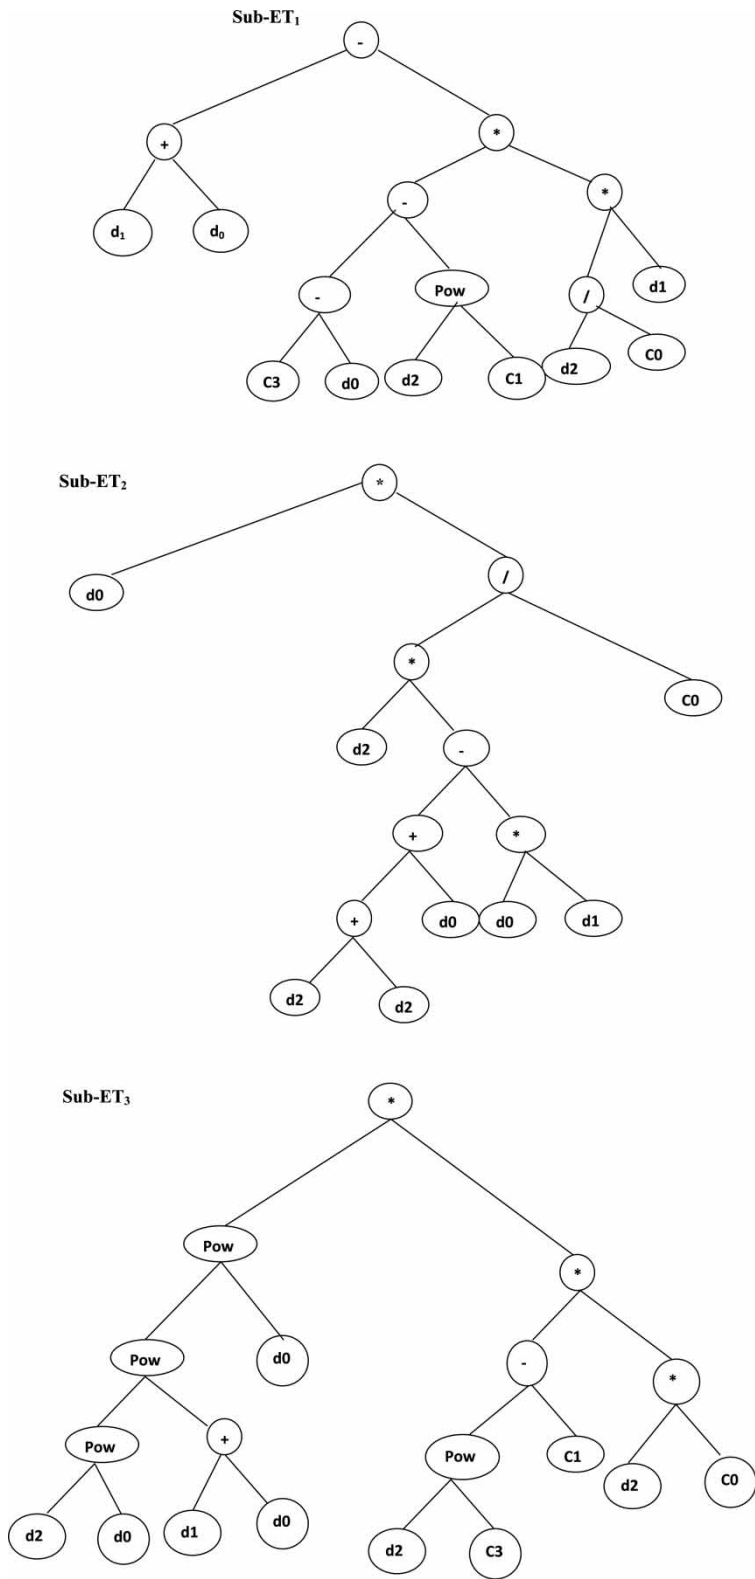 Sub-ET₁
-
+
*
-
*
d₁
d₀
-
Pow
/
d1
C3
d0
d2
C1
d2
C0
Sub-ET₂
*
d0
/
*
C0
d2
-
+
*
+
d0
d0
d1
d2
d2
Sub-ET₃
*
Pow
*
Pow
d0
-
*
Pow
+
Pow
C1
d2
C0
d2
d0
d1
d0
d2
C3